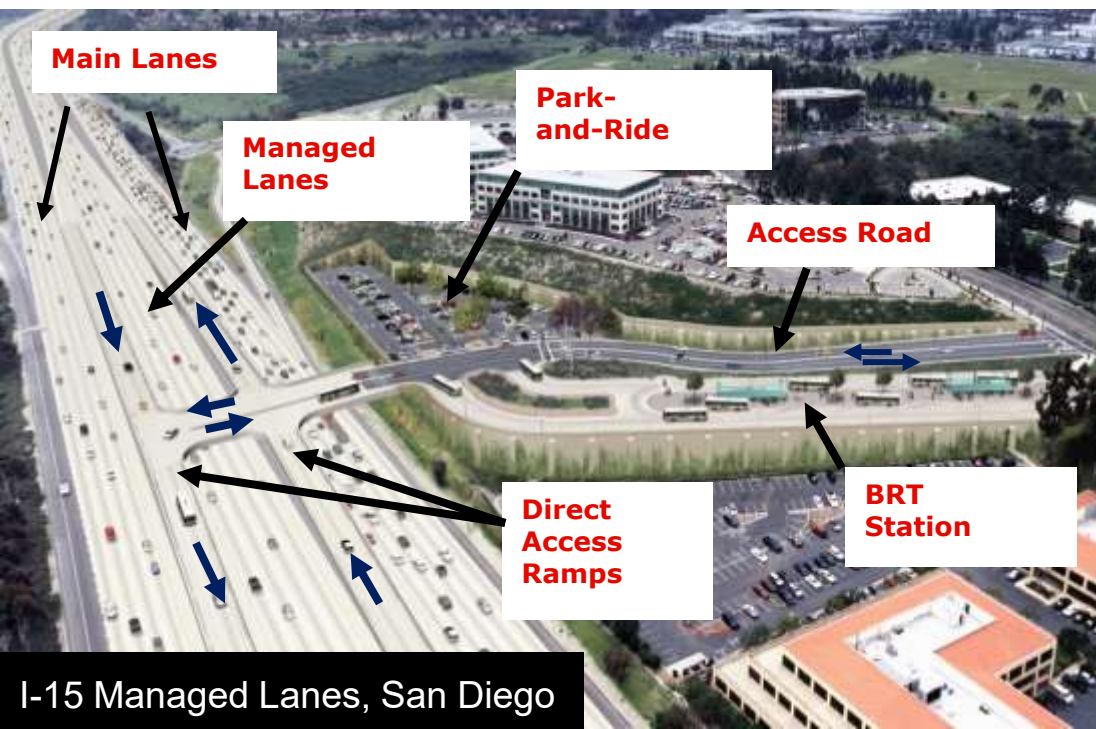 Main Lanes
Managed
Lanes
Park-
and-Ride
Access Road
Direct
Access
Ramps
BRT
Station
I-15 Managed Lanes, San Diego